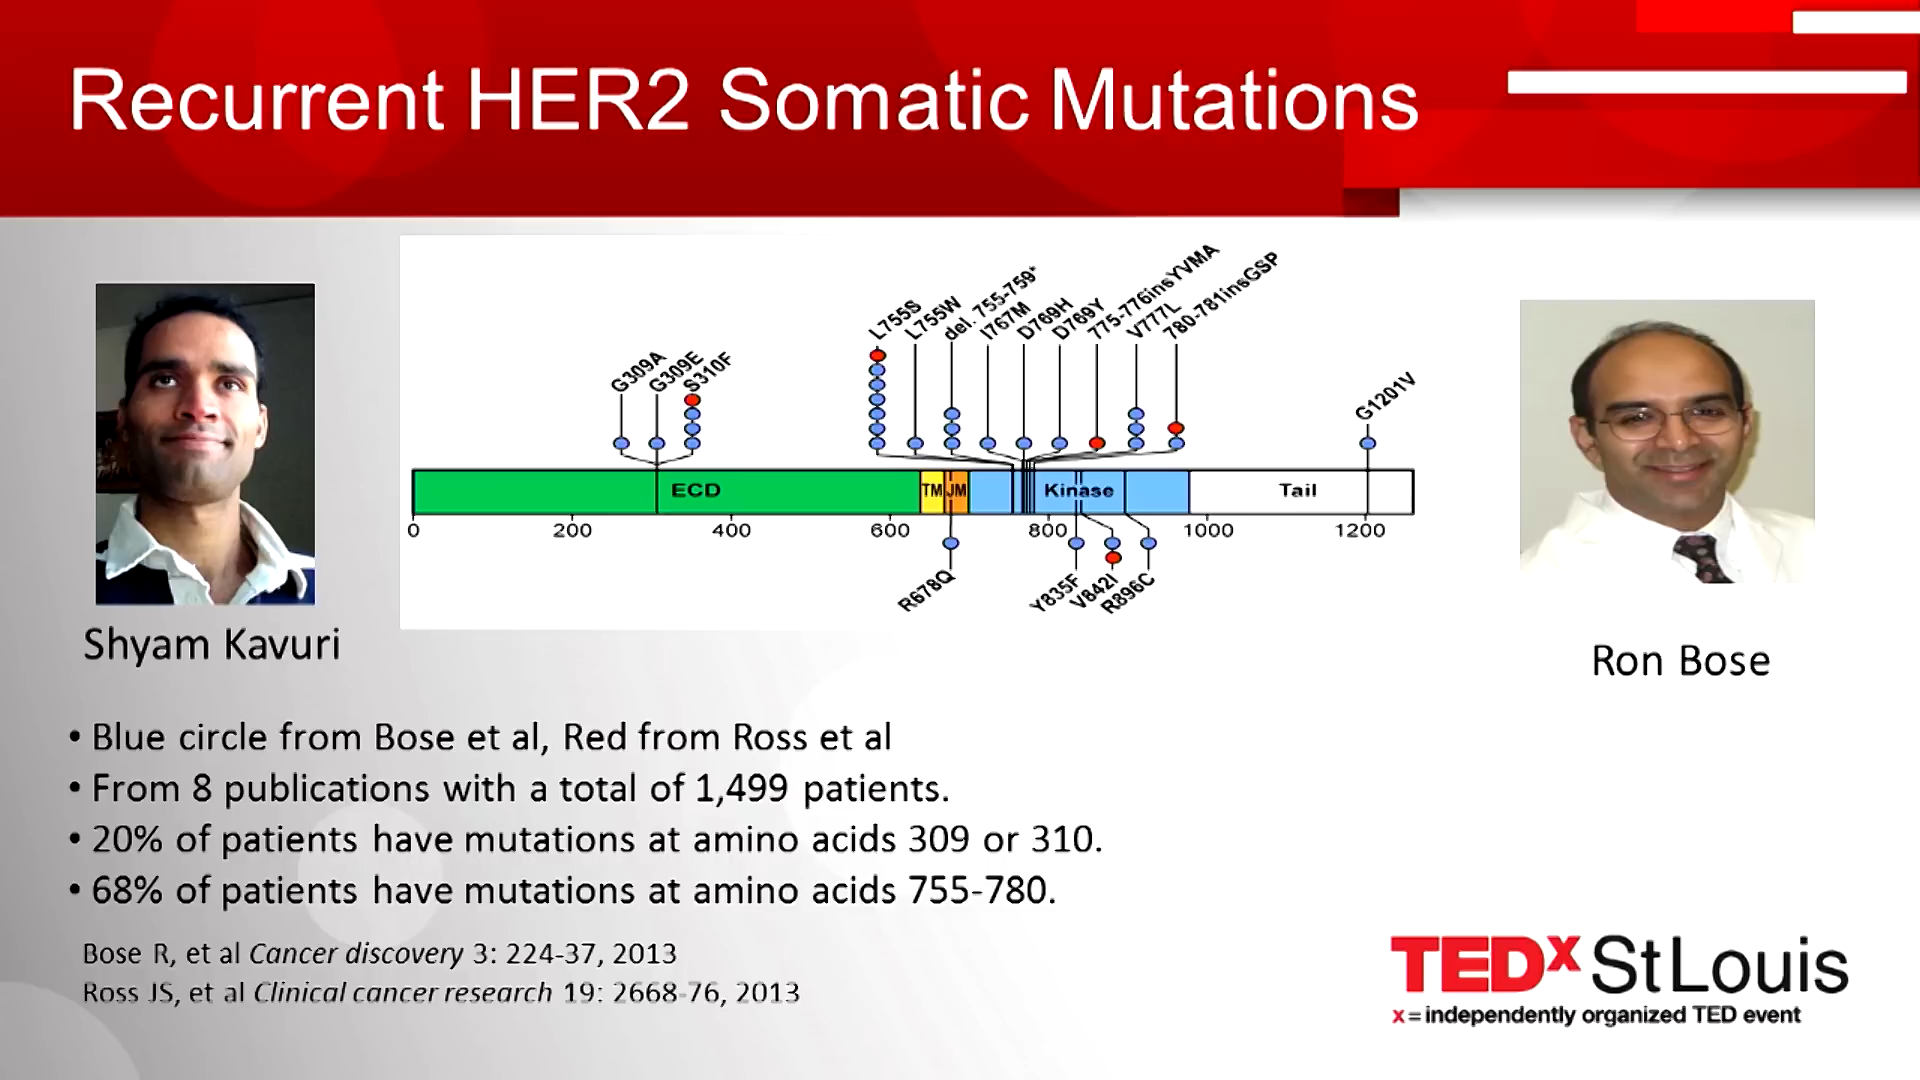 Recurrent HER2 Somatic Mutations
G309A
G309E
S310F
L755S
L755W
del. 755-759*
I767M
D769H
D769Y
775-776insYVMA
V777L
780-781insGSP
G1201V
ECD
TM
JM
Kinase
Tail
0 200 400 600 800 1000 1200
R678Q
Y835F
V842I
R896C
Shyam Kavuri
Ron Bose
• Blue circle from Bose et al, Red from Ross et al
• From 8 publications with a total of 1,499 patients.
• 20% of patients have mutations at amino acids 309 or 310.
• 68% of patients have mutations at amino acids 755-780.
Bose R, et al Cancer discovery 3: 224-37, 2013
Ross JS, et al Clinical cancer research 19: 2668-76, 2013
TEDx StLouis
x = independently organized TED event